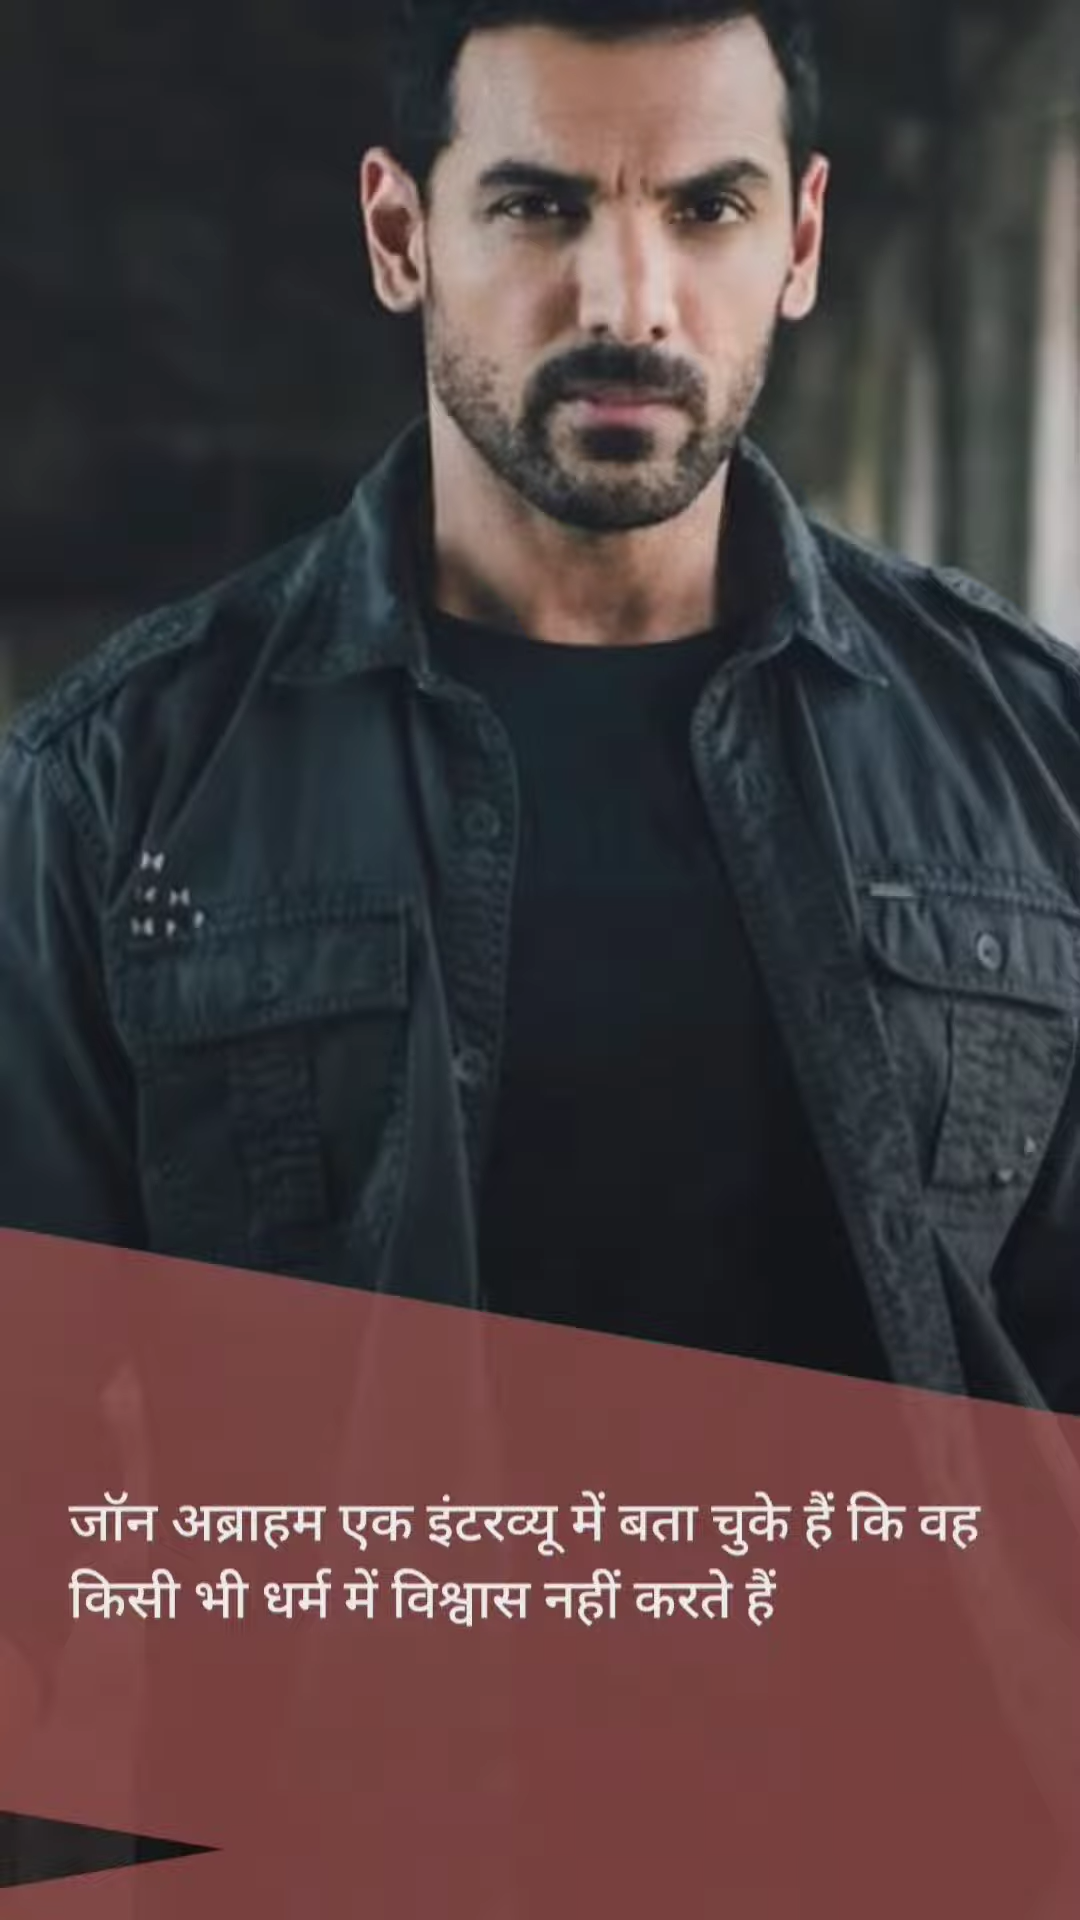 जॉन अब्राहम एक इंटरव्यू में बता चुके हैं कि वह
किसी भी धर्म में विश्वास नहीं करते हैं